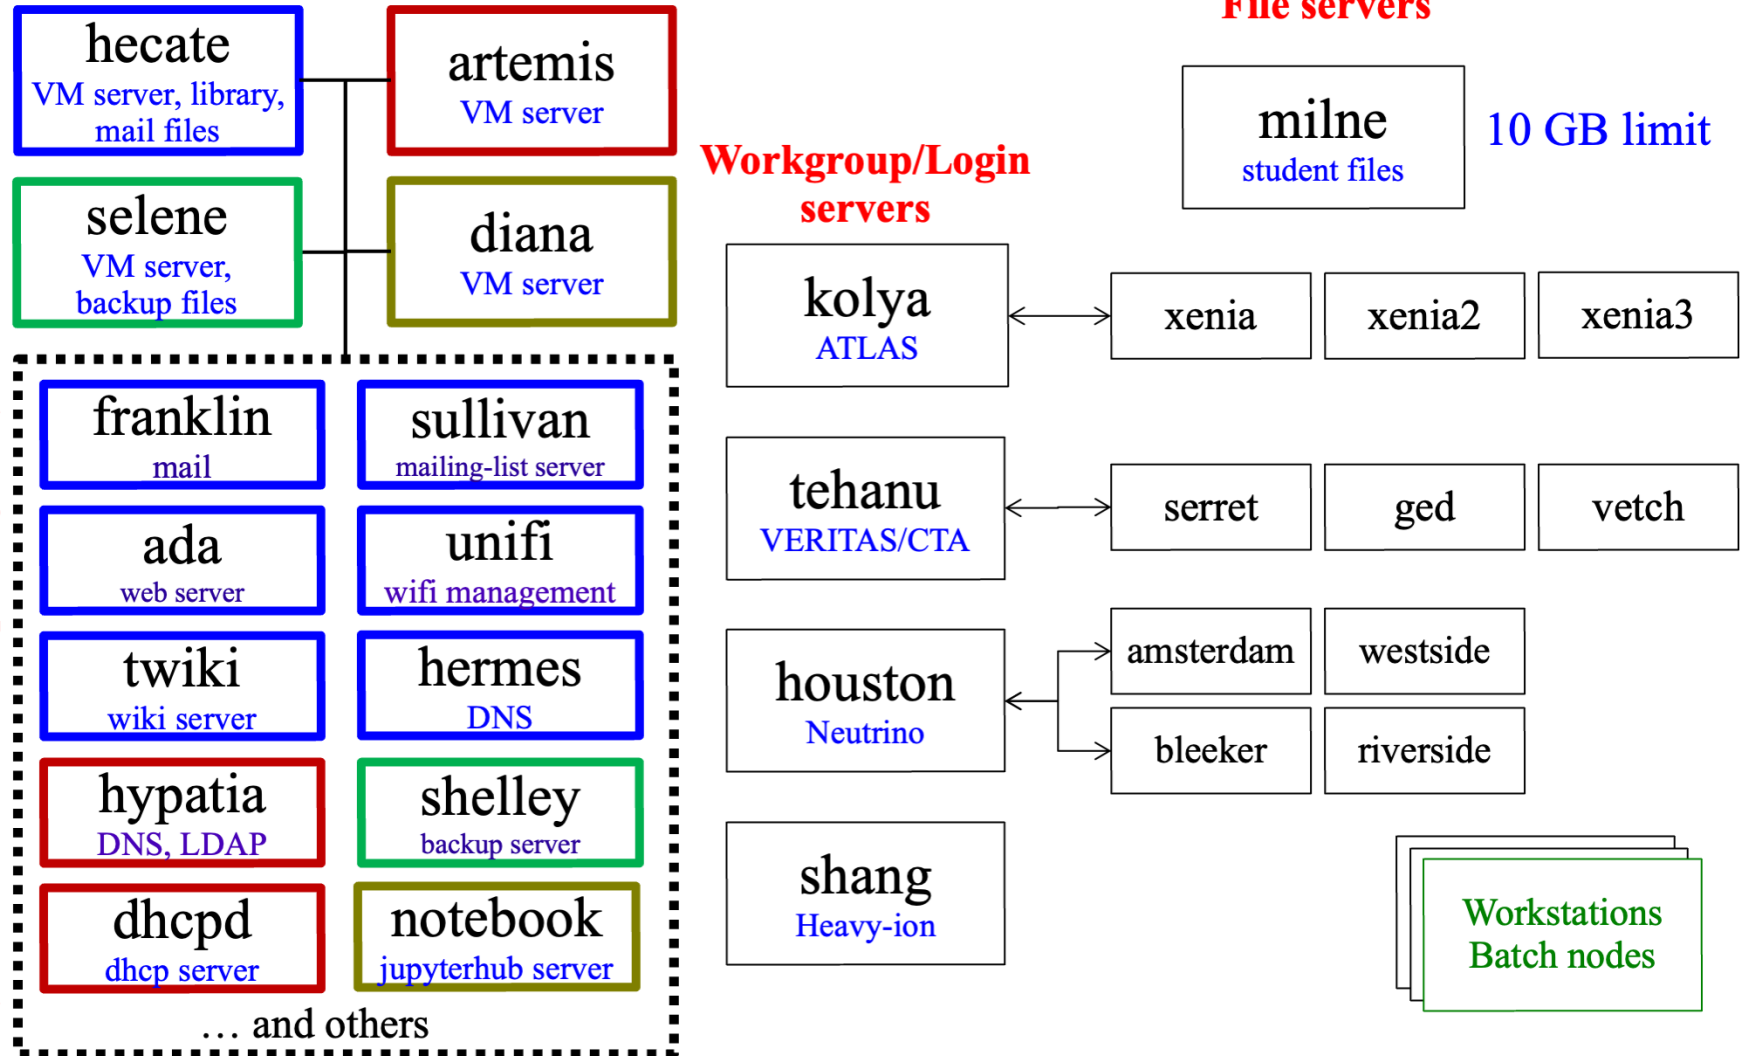 File servers
hecate
VM server, library,
mail files
artemis
VM server
selene
VM server,
backup files
diana
VM server
franklin
mail
sullivan
mailing-list server
ada
web server
unifi
wifi management
twiki
wiki server
hermes
DNS
hypatia
DNS, LDAP
shelley
backup server
dhcpd
dhcp server
notebook
jupyterhub server
… and others
Workgroup/Login
servers
milne
student files
10 GB limit
kolya
ATLAS
xenia
xenia2
xenia3
tehanu
VERITAS/CTA
serret
ged
vetch
houston
Neutrino
amsterdam
westside
bleeker
riverside
shang
Heavy-ion
Workstations
Batch nodes